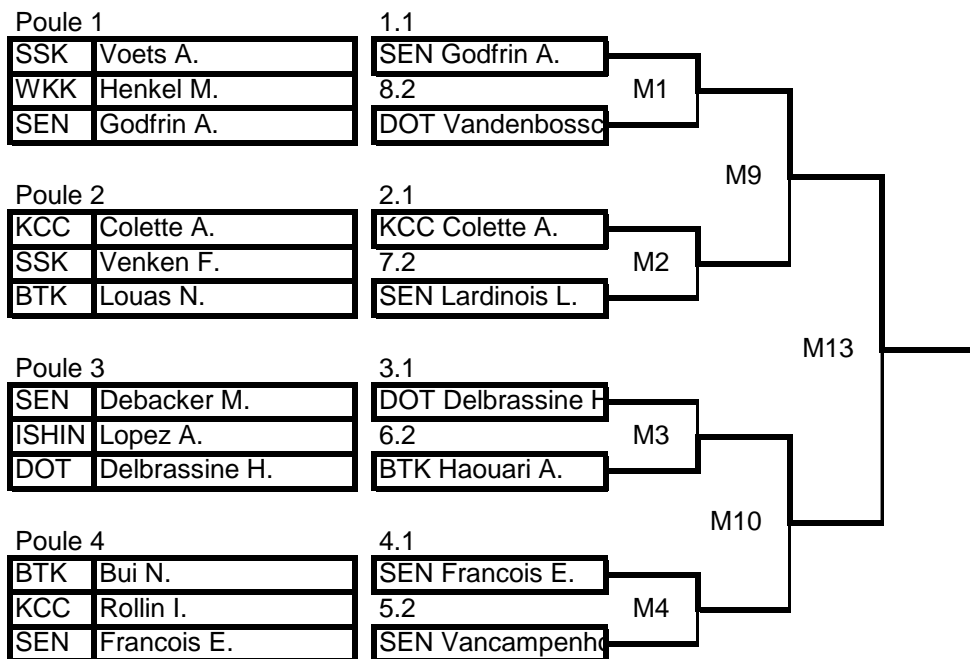 Poule 1 1.1
SSK Voets A. SEN Godfrin A.
WKK Henkel M. 8.2 M1
SEN Godfrin A. DOT Vandenbossc
M9
Poule 2 2.1
KCC Colette A. KCC Colette A.
SSK Venken F. 7.2 M2
BTK Louas N. SEN Lardinois L.
M13
Poule 3 3.1
SEN Debacker M. DOT Delbrassine H
ISHIN Lopez A. 6.2 M3
DOT Delbrassine H. BTK Haouari A.
M10
Poule 4 4.1
BTK Bui N. SEN Francois E.
KCC Rollin I. 5.2 M4
SEN Francois E. SEN Vancampenho